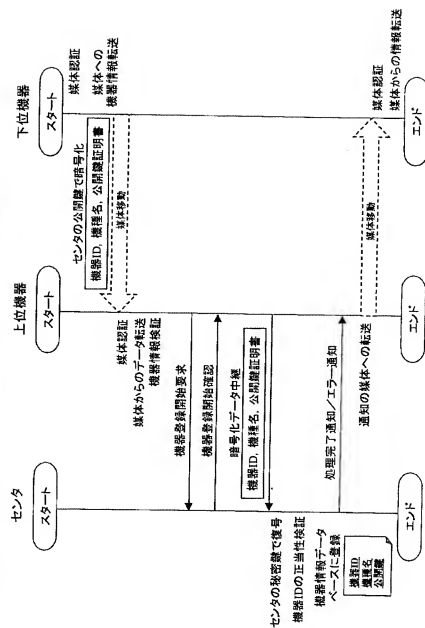 センタ
上位機器
下位機器
スタート
スタート
スタート
媒体認証
媒体への
機器情報転送
センタの公開鍵で暗号化
機器ID, 機種名, 公開鍵証明書
媒体移動
媒体認証
媒体からのデータ転送
機器情報検証
機器登録開始要求
機器登録開始確認
暗号化データ中継
機器ID, 機種名, 公開鍵証明書
センタの秘密鍵で復号
機器IDの正当性検証
機器情報データ
ベースに登録
機器ID
機種名
公開鍵
処理完了通知/エラー通知
通知の媒体への転送
媒体移動
媒体認証
媒体からの情報転送
エンド
エンド
エンド